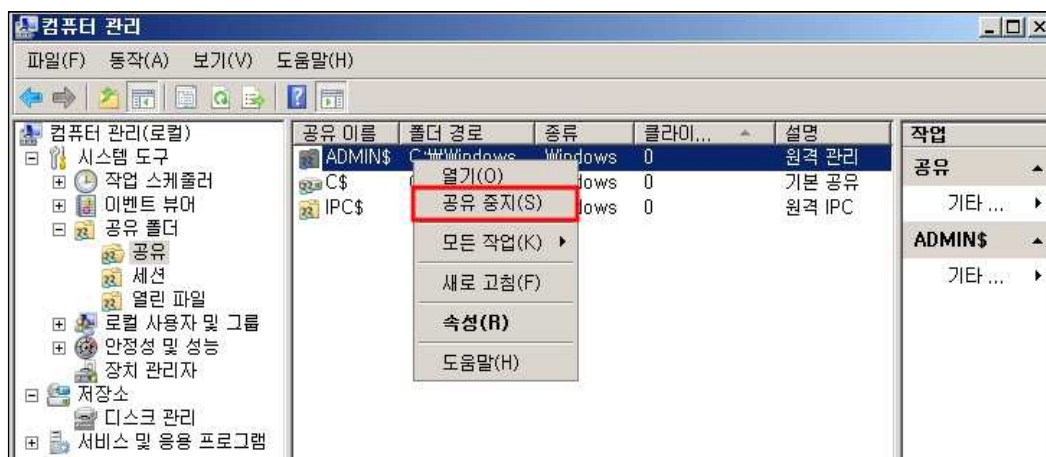 컴퓨터 관리
파일(F) 동작(A) 보기(V) 도움말(H)
컴퓨터 관리(로컬)
시스템 도구
작업 스케줄러
이벤트 뷰어
공유 폴더
공유
세션
열린 파일
로컬 사용자 및 그룹
안정성 및 성능
장치 관리자
저장소
디스크 관리
서비스 및 응용 프로그램
공유 이름 폴더 경로 종류 클라이... 설명
ADMIN$ C:\Windows Windows 0 원격 관리
C$ 0 기본 공유
IPC$ 0 원격 IPC
열기(O)
공유 중지(S)
모든 작업(K)
새로 고침(F)
속성(R)
도움말(H)
작업
공유
기타 ...
ADMIN$
기타 ...